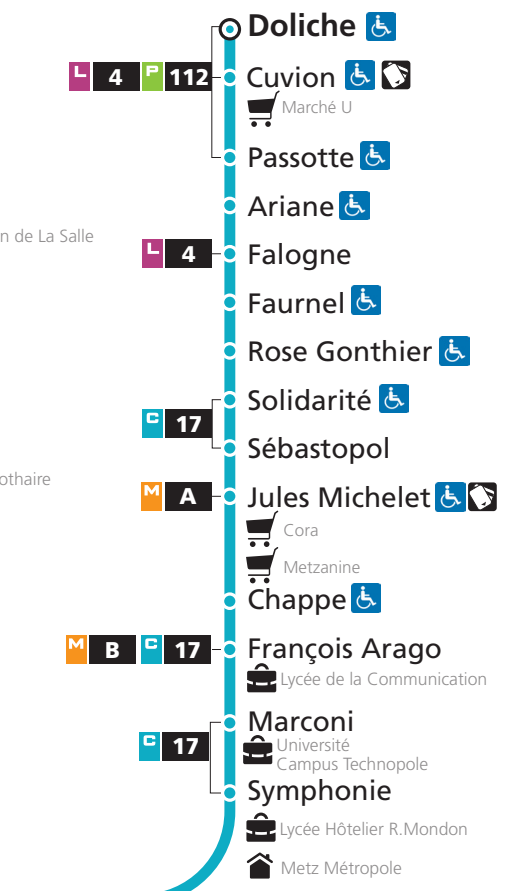 Doliche
L 4 P 112 Cuvion
Marché U
Passotte
Ariane
n de La Salle
L 4 Falogne
Faurnel
Rose Gonthier
Solidarité
C 17
Sébastopol
othaire
M A Jules Michelet
Cora
Metzanine
Chappe
M B C 17 François Arago
Lycée de la Communication
Marconi
C 17
Université
Campus Technopole
Symphonie
Lycée Hôtelier R.Mondon
Metz Métropole